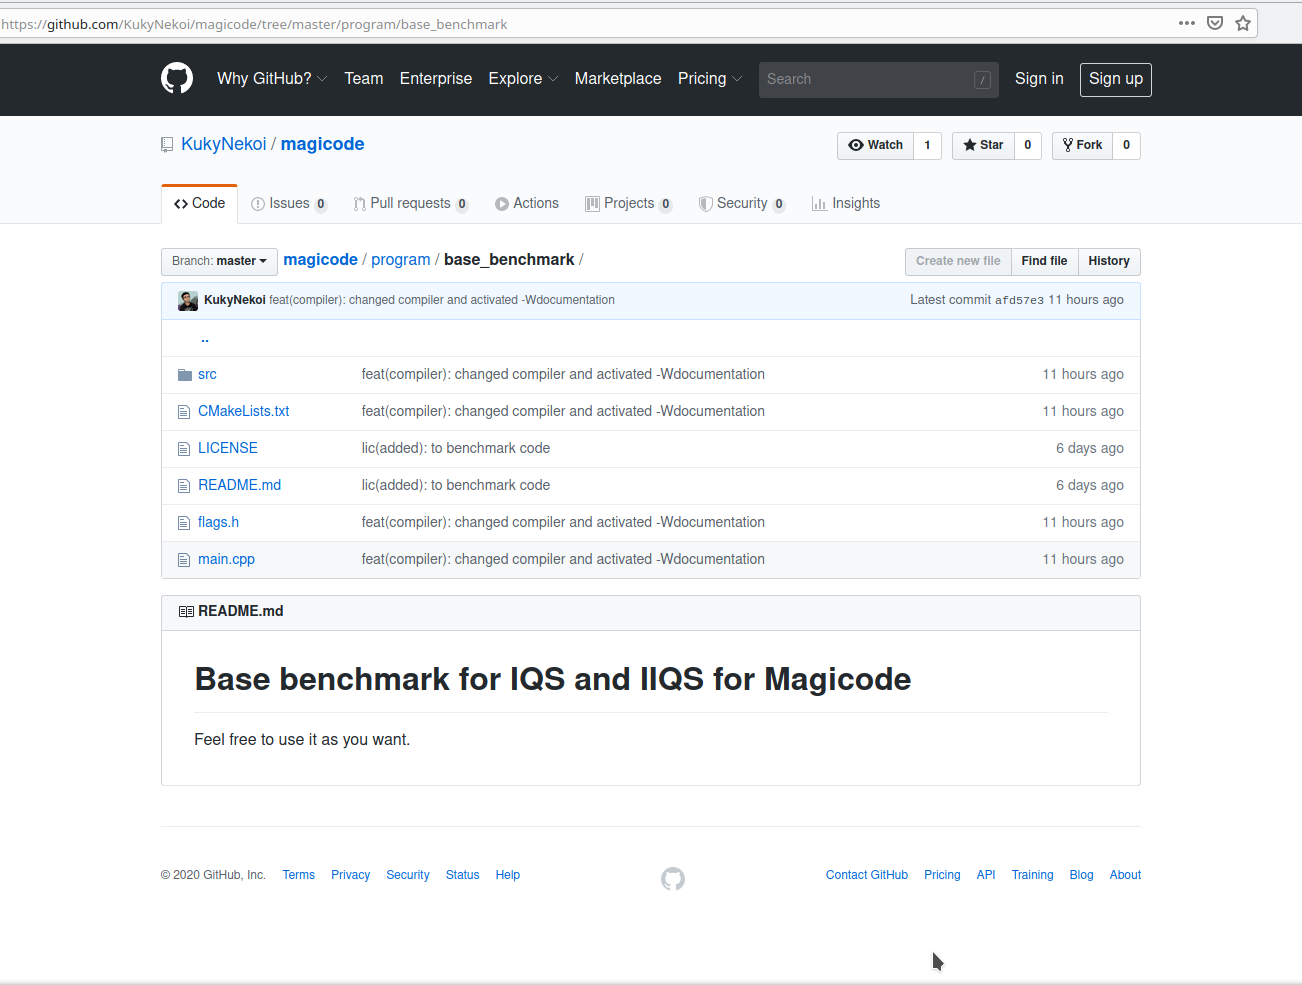 https://github.com/KukyNekoi/magicode/tree/master/program/base_benchmark
Why GitHub? Team Enterprise Explore Marketplace Pricing Search / Sign in Sign up
KukyNekoi / magicode Watch 1 Star 0 Fork 0
Code Issues 0 Pull requests 0 Actions Projects 0 Security 0 Insights
Branch: master magicode / program / base_benchmark / Create new file Find file History
KukyNekoi feat(compiler): changed compiler and activated -Wdocumentation Latest commit afd57e3 11 hours ago
..
src feat(compiler): changed compiler and activated -Wdocumentation 11 hours ago
CMakeLists.txt feat(compiler): changed compiler and activated -Wdocumentation 11 hours ago
LICENSE lic(added): to benchmark code 6 days ago
README.md lic(added): to benchmark code 6 days ago
flags.h feat(compiler): changed compiler and activated -Wdocumentation 11 hours ago
main.cpp feat(compiler): changed compiler and activated -Wdocumentation 11 hours ago
README.md
Base benchmark for IQS and IIQS for Magicode
Feel free to use it as you want.
© 2020 GitHub, Inc. Terms Privacy Security Status Help Contact GitHub Pricing API Training Blog About